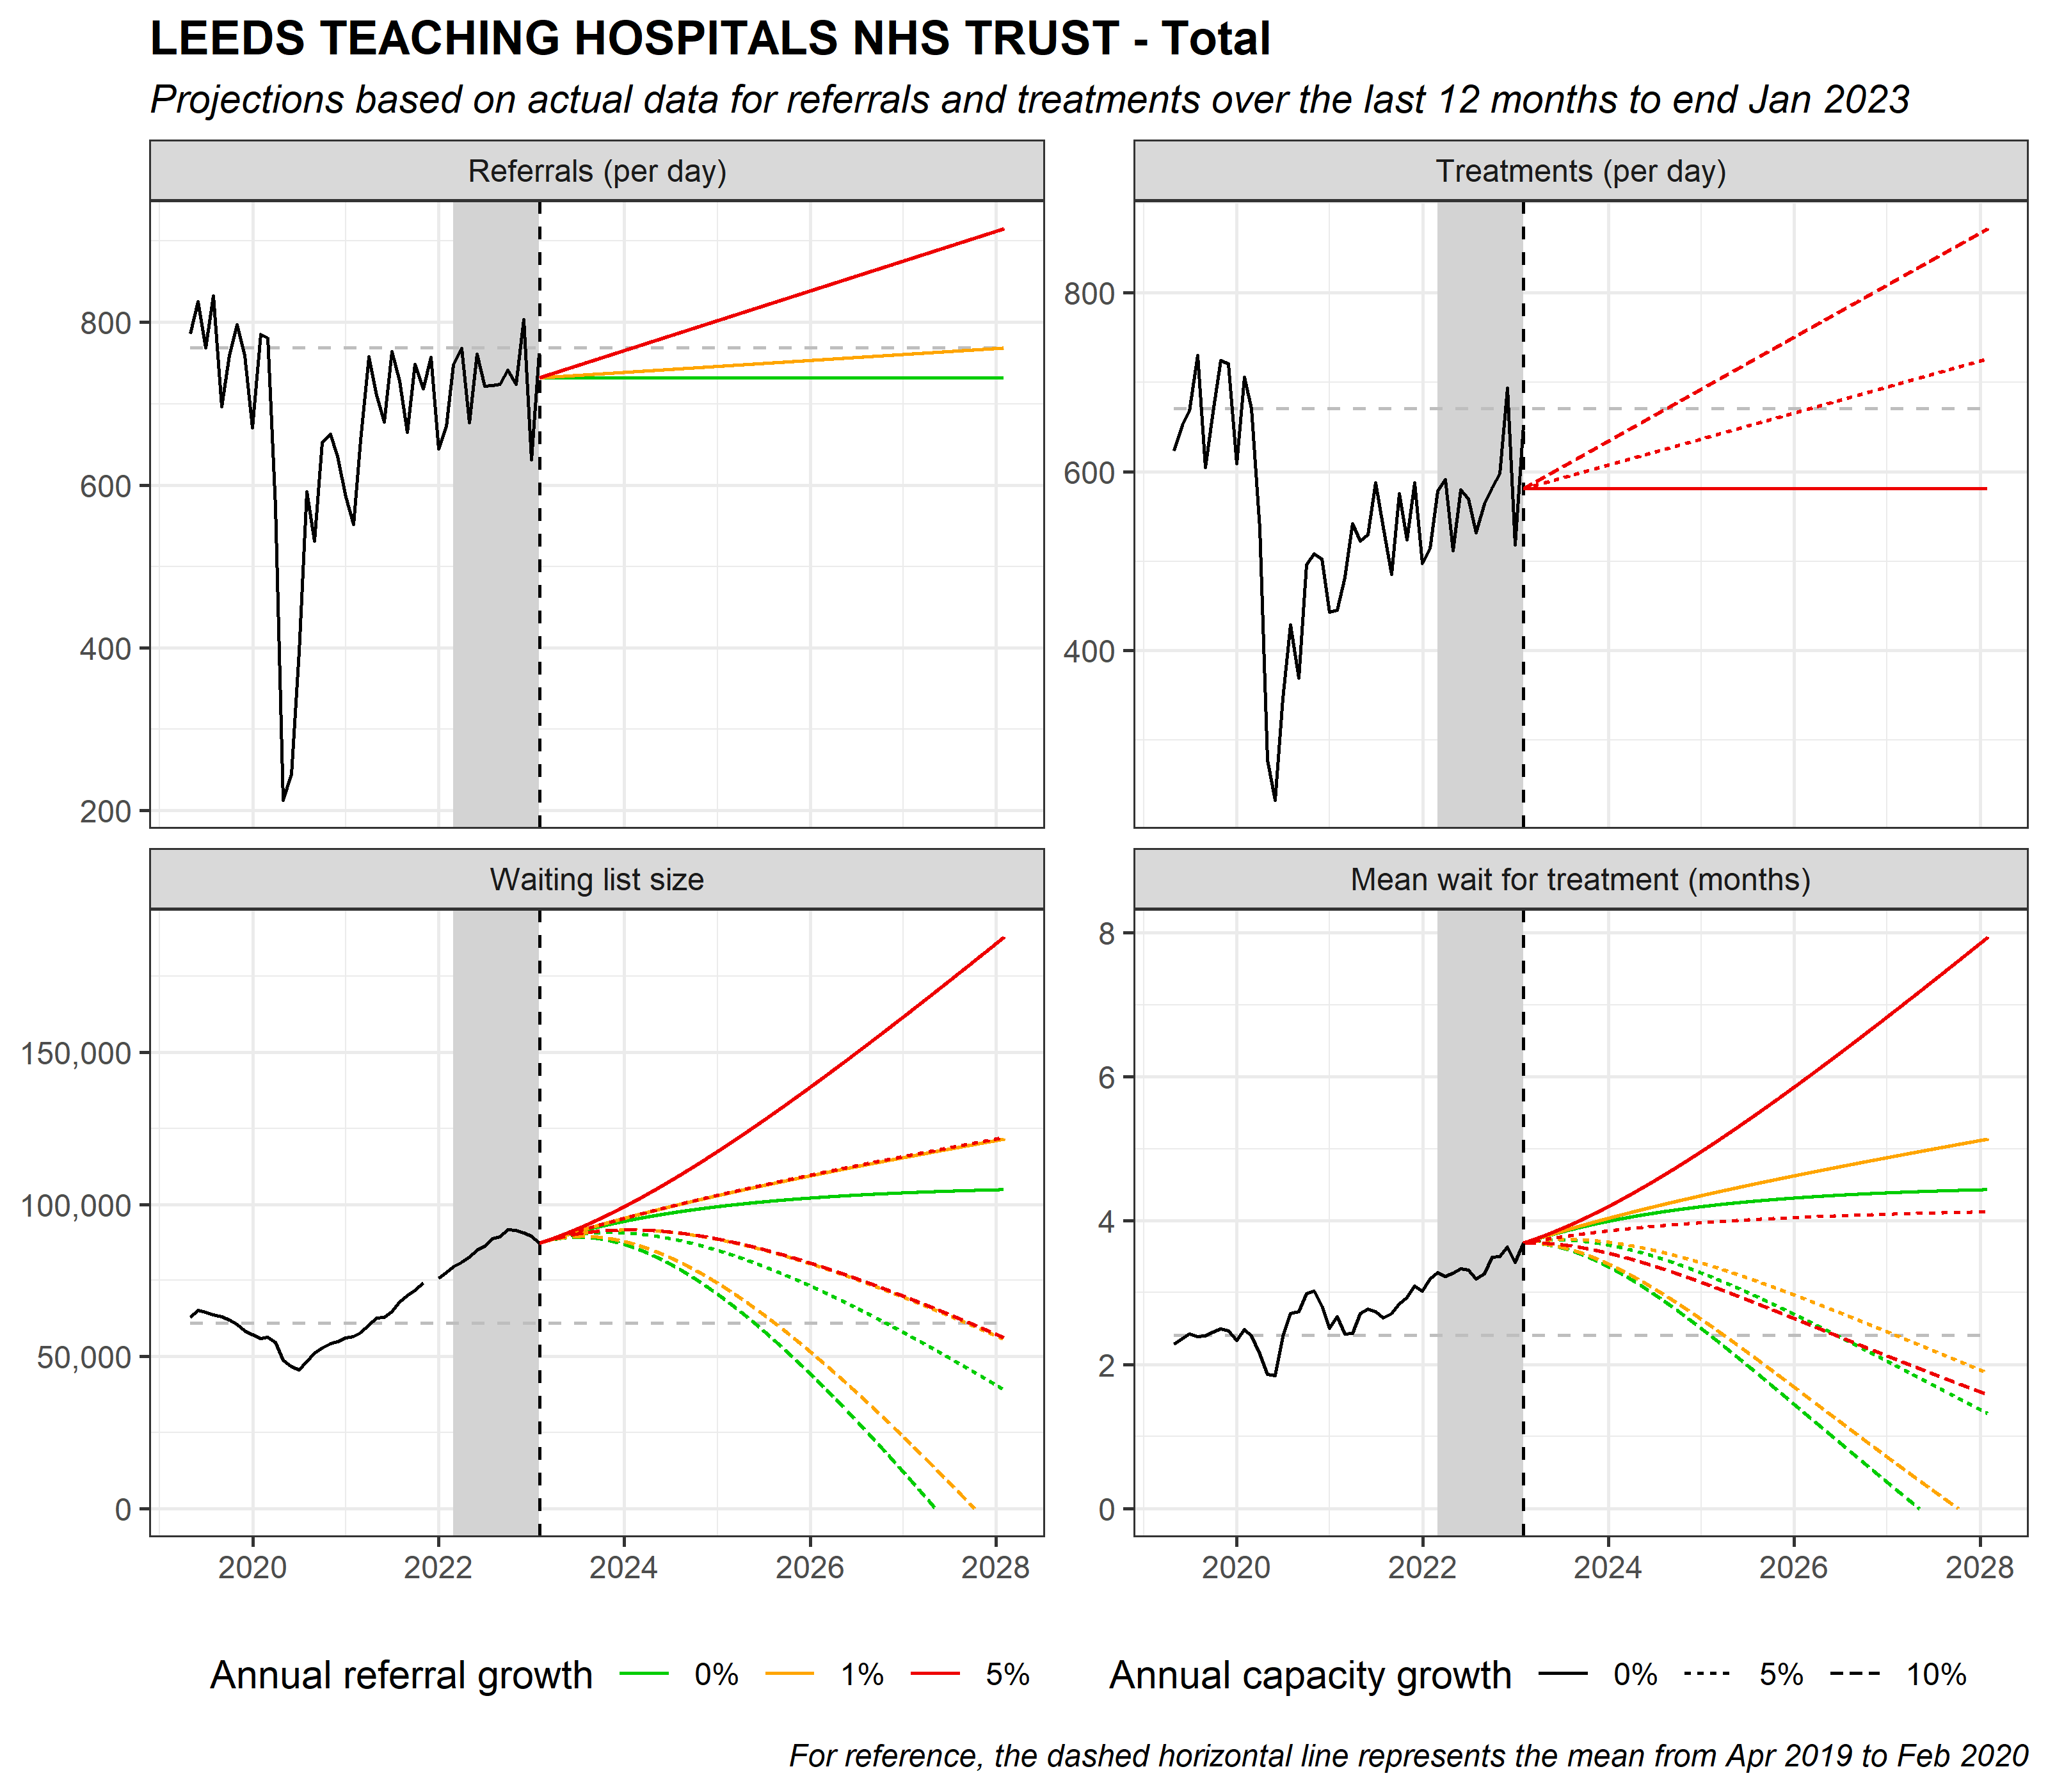 LEEDS TEACHING HOSPITALS NHS TRUST - Total
Projections based on actual data for referrals and treatments over the last 12 months to end Jan 2023
Referrals (per day)
800
600
400
200
Treatments (per day)
800
600
400
Waiting list size
150,000
100,000
50,000
0
2020 2022 2024 2026 2028
Mean wait for treatment (months)
8
6
4
2
0
2020 2022 2024 2026 2028
Annual referral growth 0% 1% 5%
Annual capacity growth 0% 5% 10%
For reference, the dashed horizontal line represents the mean from Apr 2019 to Feb 2020